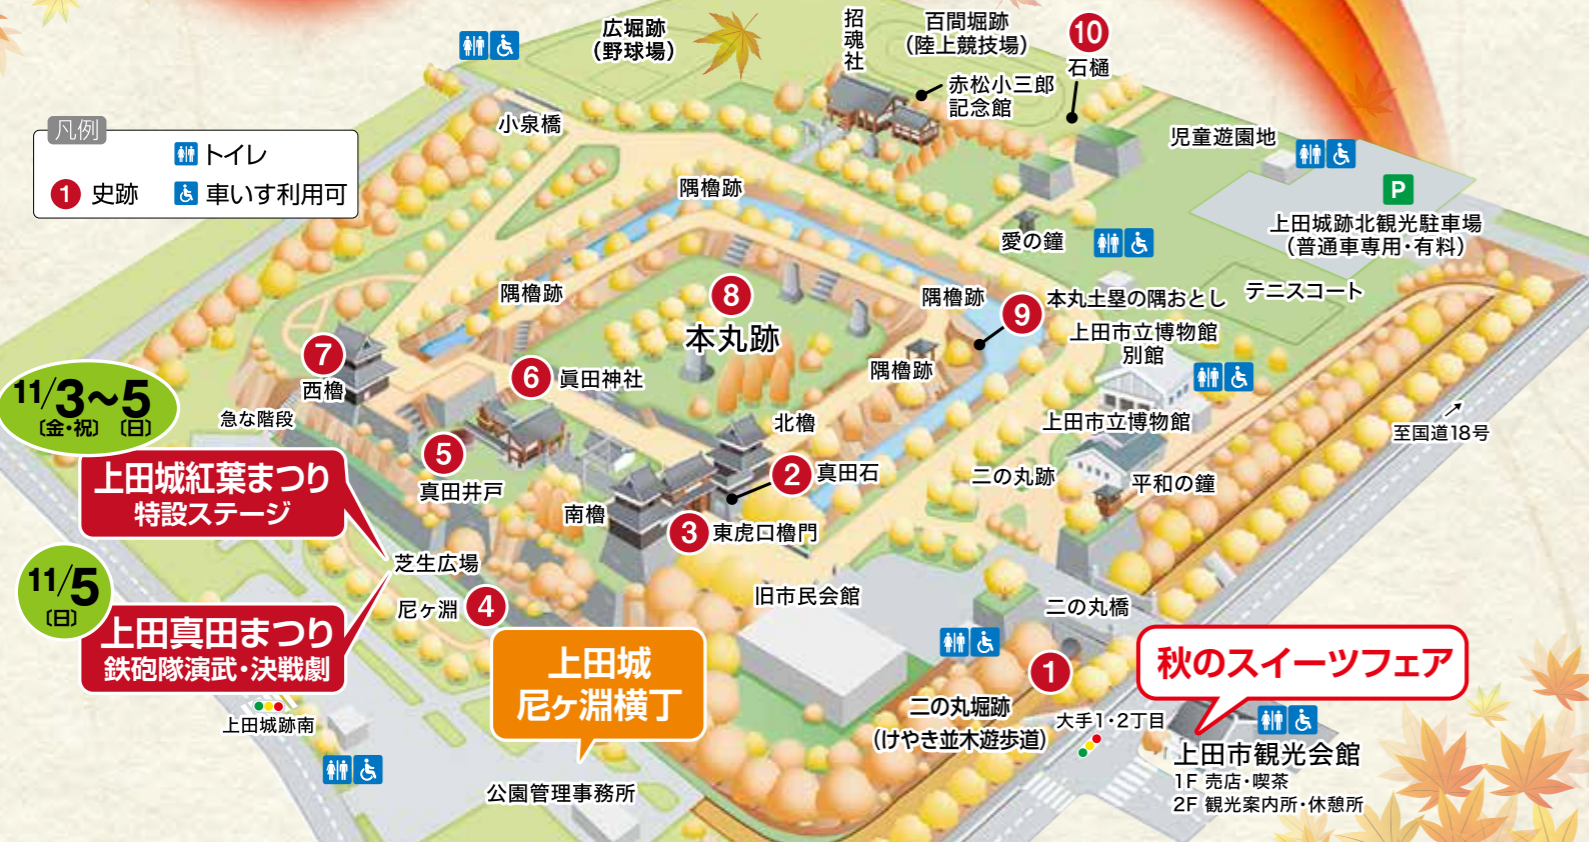 広堀跡
（野球場）
招魂社
百間堀跡
（陸上競技場）
10
石樋
赤松小三郎
記念館
小泉橋
凡例
トイレ
1 史跡
車いす利用可
児童遊園地
P
上田城跡北観光駐車場
（普通車専用・有料）
隅櫓跡
愛の鐘
隅櫓跡
8
本丸跡
隅櫓跡
9 本丸土塁の隅おとし
テニスコート
上田市立博物館
別館
隅櫓跡
7
西櫓
6 眞田神社
11/3〜5
〔金・祝〕〔日〕
急な階段
北櫓
上田市立博物館
至国道18号
上田城紅葉まつり
特設ステージ
5
真田井戸
2 真田石
二の丸跡
平和の鐘
南櫓
3 東虎口櫓門
芝生広場
11/5
〔日〕
上田真田まつり
鉄砲隊演武・決戦劇
尼ヶ淵 4
旧市民会館
二の丸橋
上田城
尼ヶ淵横丁
1
秋のスイーツフェア
上田城跡南
二の丸堀跡
（けやき並木遊歩道）
大手1・2丁目
上田市観光会館
1F 売店・喫茶
2F 観光案内所・休憩所
公園管理事務所